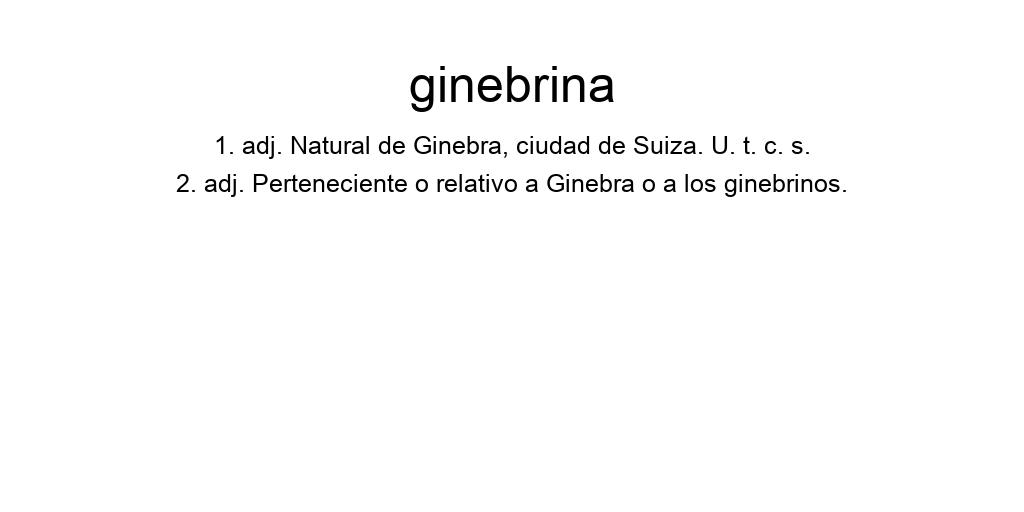 ginebrina
1. adj. Natural de Ginebra, ciudad de Suiza. U. t. c. s.
2. adj. Perteneciente o relativo a Ginebra o a los ginebrinos.